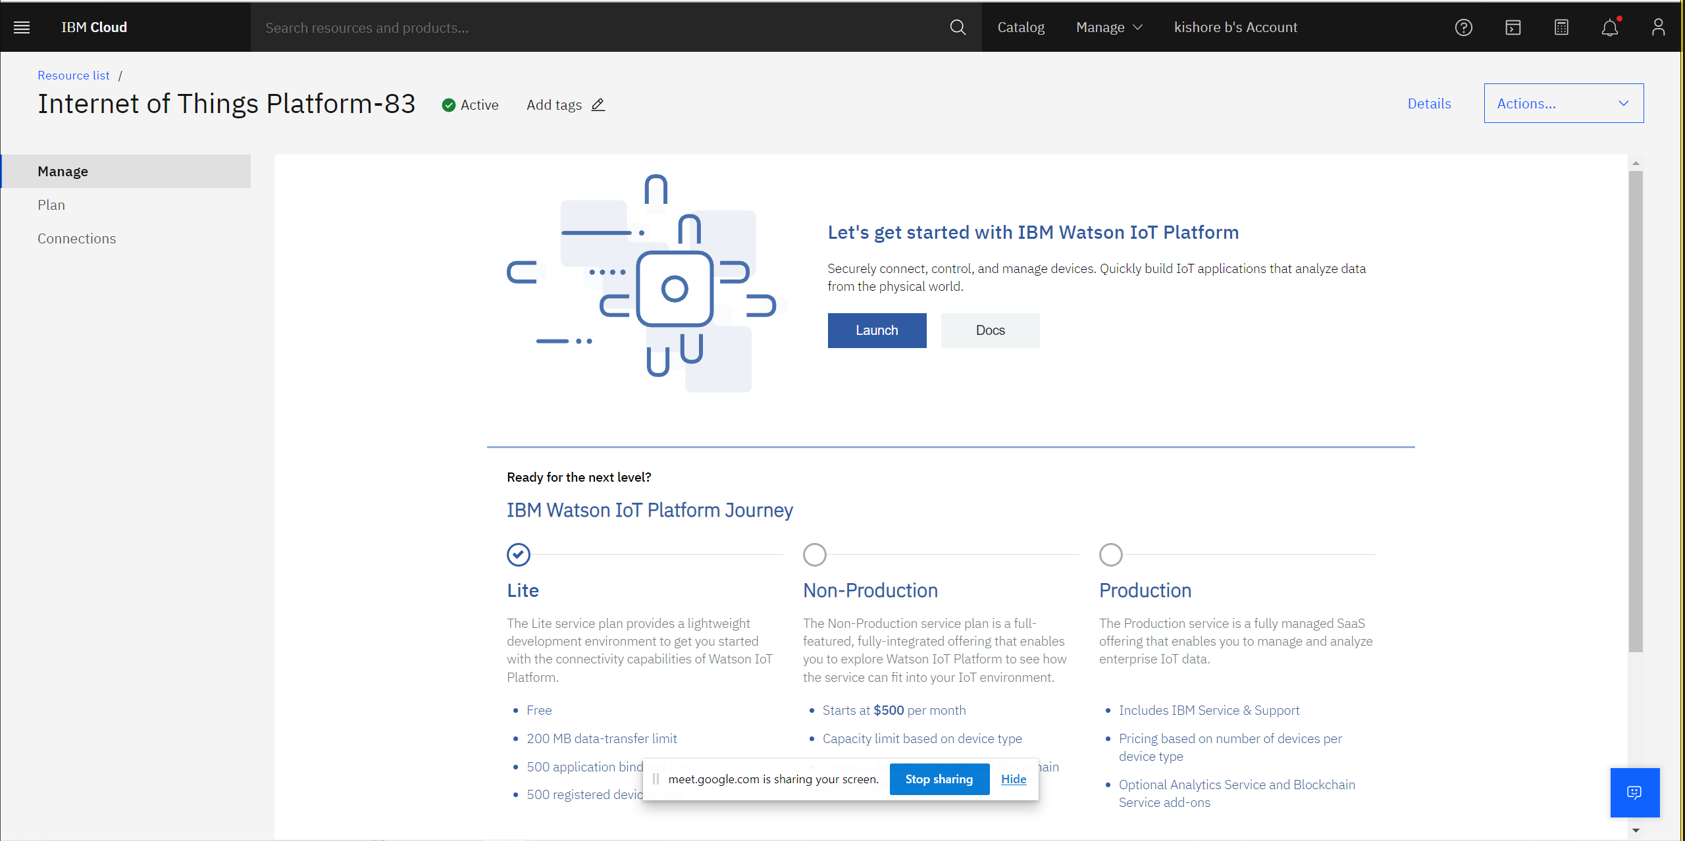 IBM Cloud
Search resources and products...
Catalog
Manage
kishore b's Account
Resource list /
Internet of Things Platform-83
Active
Add tags
Details
Actions...
Manage
Plan
Connections
Let's get started with IBM Watson IoT Platform
Securely connect, control, and manage devices. Quickly build IoT applications that analyze data
from the physical world.
Launch
Docs
Ready for the next level?
IBM Watson IoT Platform Journey
Lite
The Lite service plan provides a lightweight
development environment to get you started
with the connectivity capabilities of Watson IoT
Platform.
Free
200 MB data-transfer limit
500 application bind
500 registered devic
Non-Production
The Non-Production service plan is a full-
featured, fully-integrated offering that enables
you to explore Watson IoT Platform to see how
the service can fit into your IoT environment.
Starts at $500 per month
Capacity limit based on device type
hain
Production
The Production service is a fully managed SaaS
offering that enables you to manage and analyze
enterprise IoT data.
Includes IBM Service & Support
Pricing based on number of devices per
device type
Optional Analytics Service and Blockchain
Service add-ons
meet.google.com is sharing your screen.
Stop sharing
Hide